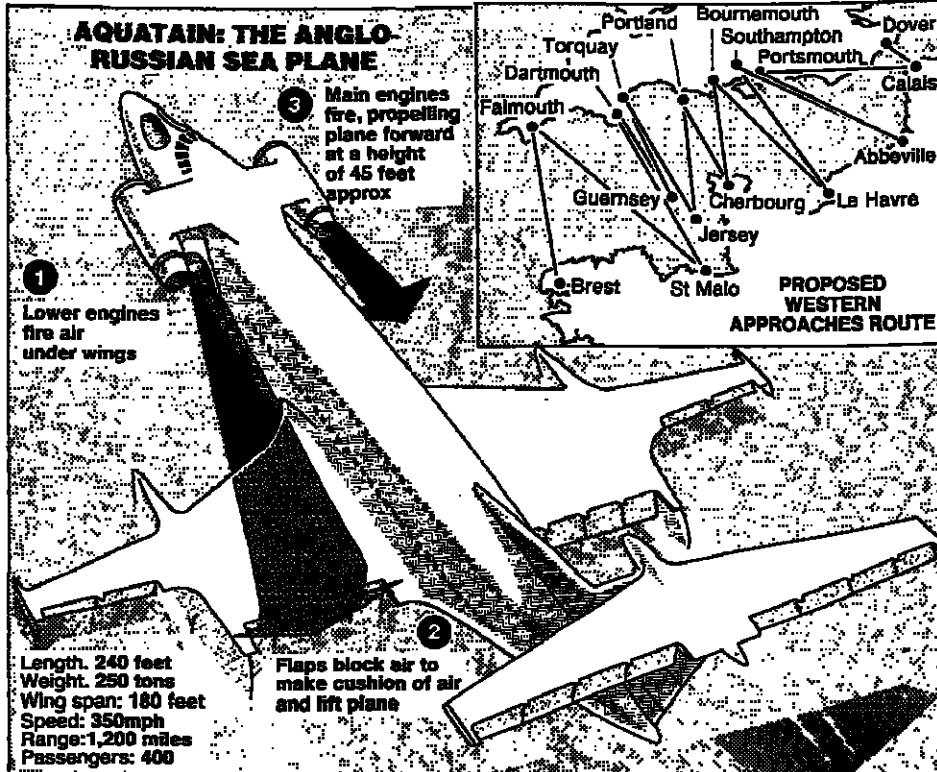 AQUATAIN: THE ANGLO-
RUSSIAN SEA PLANE
3
Main engines
fire, propelling
plane forward
at a height
of 45 feet
approx
1
Lower engines
fire air
under wings
2
Flaps block air to
make cushion of air
and lift plane
Length. 240 feet
Weight. 250 tons
Wing span: 180 feet
Speed: 350mph
Range:1,200 miles
Passengers: 400
Portland
Bournemouth
Dover
Torquay
Southampton
Dartmouth
Portsmouth
Calais
Falmouth
Abbeville
Guernsey
Cherbourg
Le Havre
Jersey
Brest
St Malo
PROPOSED
WESTERN
APPROACHES ROUTE